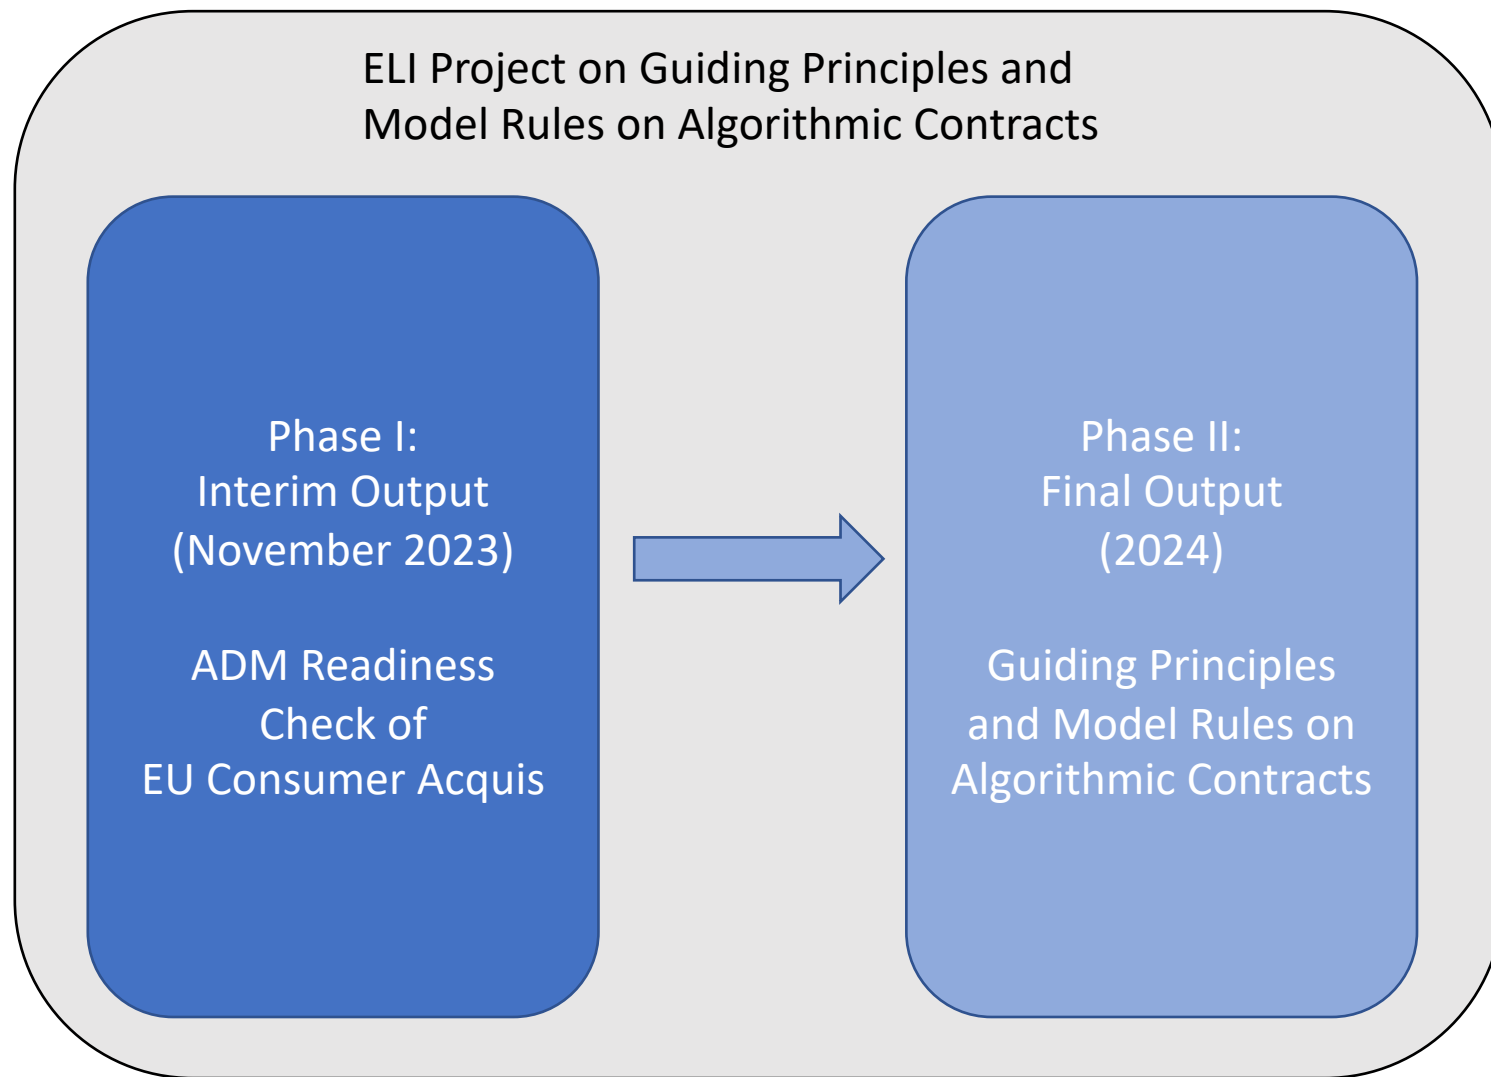 ELI Project on Guiding Principles and
Model Rules on Algorithmic Contracts
Phase I:
Interim Output
(November 2023)
ADM Readiness
Check of
EU Consumer Acquis
Phase II:
Final Output
(2024)
Guiding Principles
and Model Rules on
Algorithmic Contracts